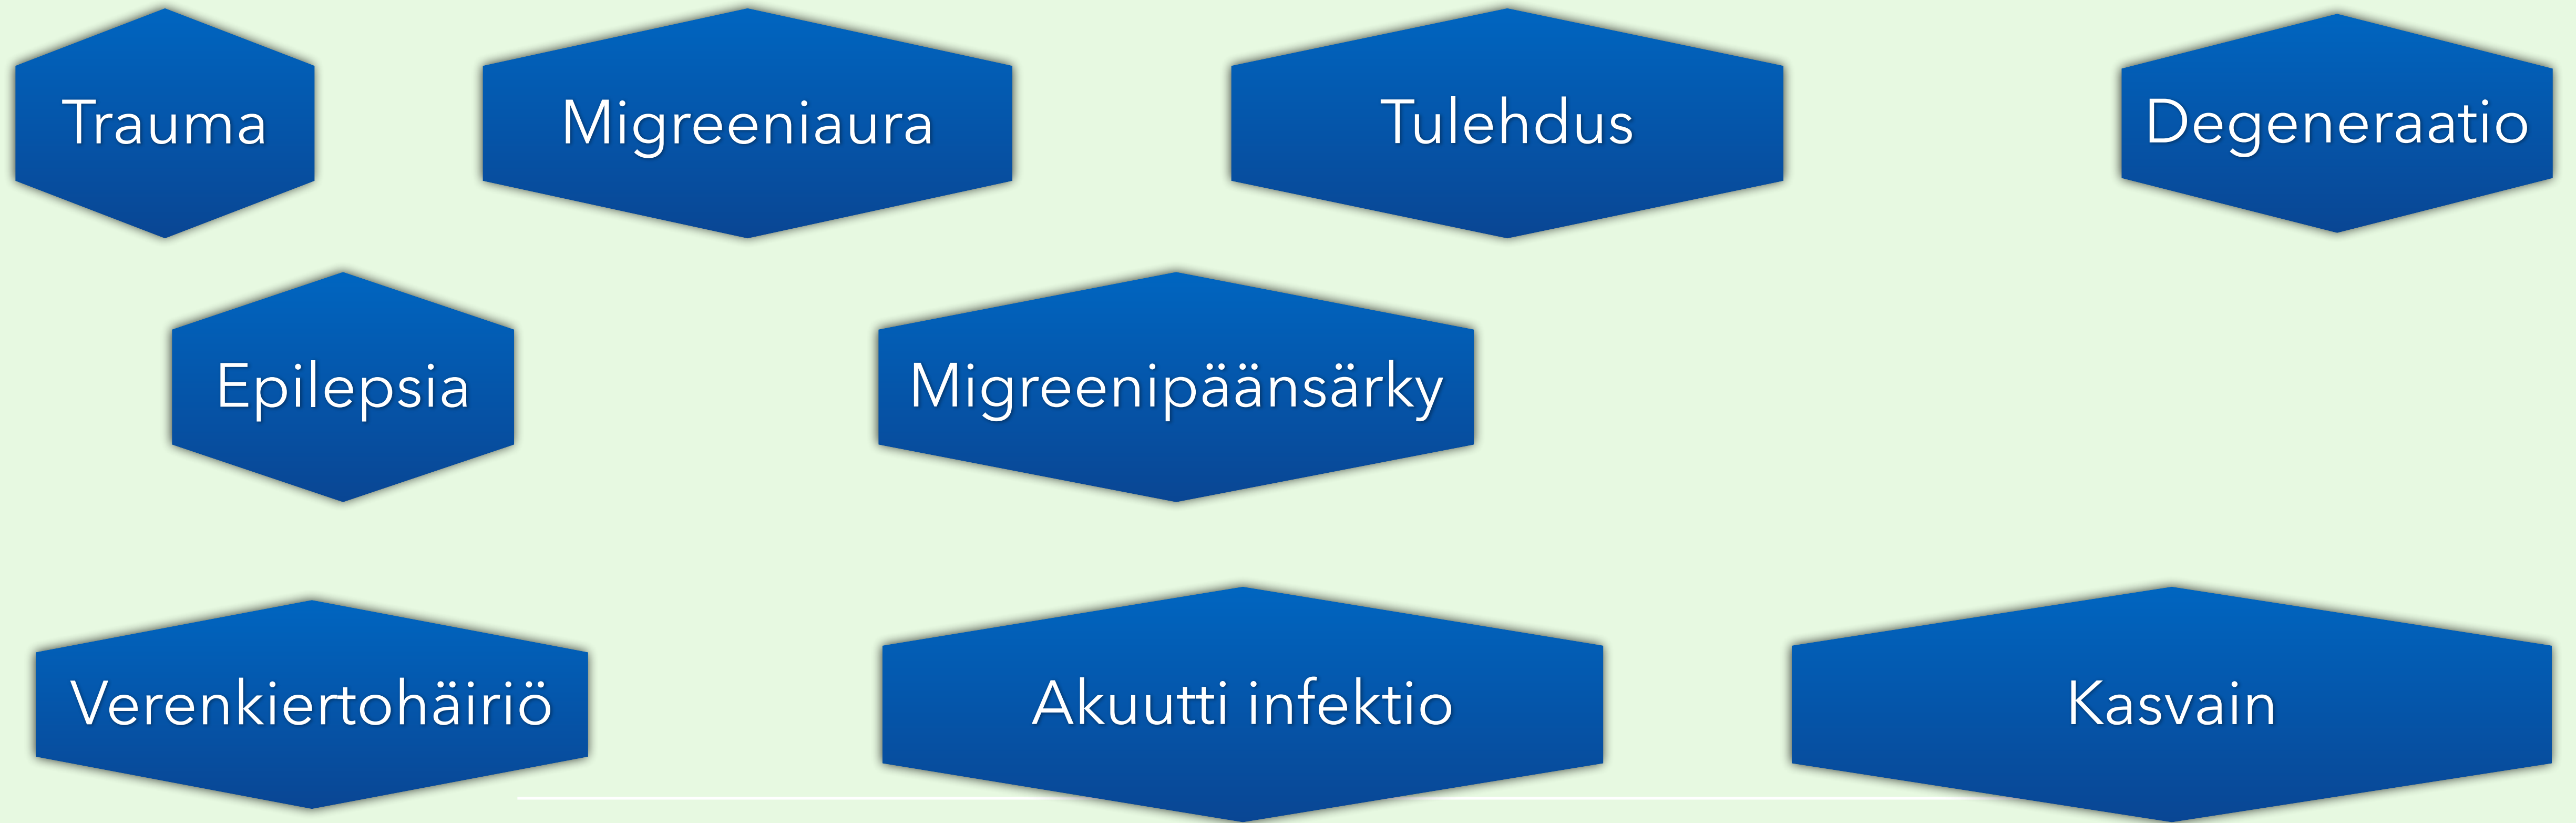 Trauma
Migreeniaura
Tulehdus
Degeneraatio
Epilepsia
Migreenipäänsärky
Verenkiertohäiriö
Akuutti infektio
Kasvain